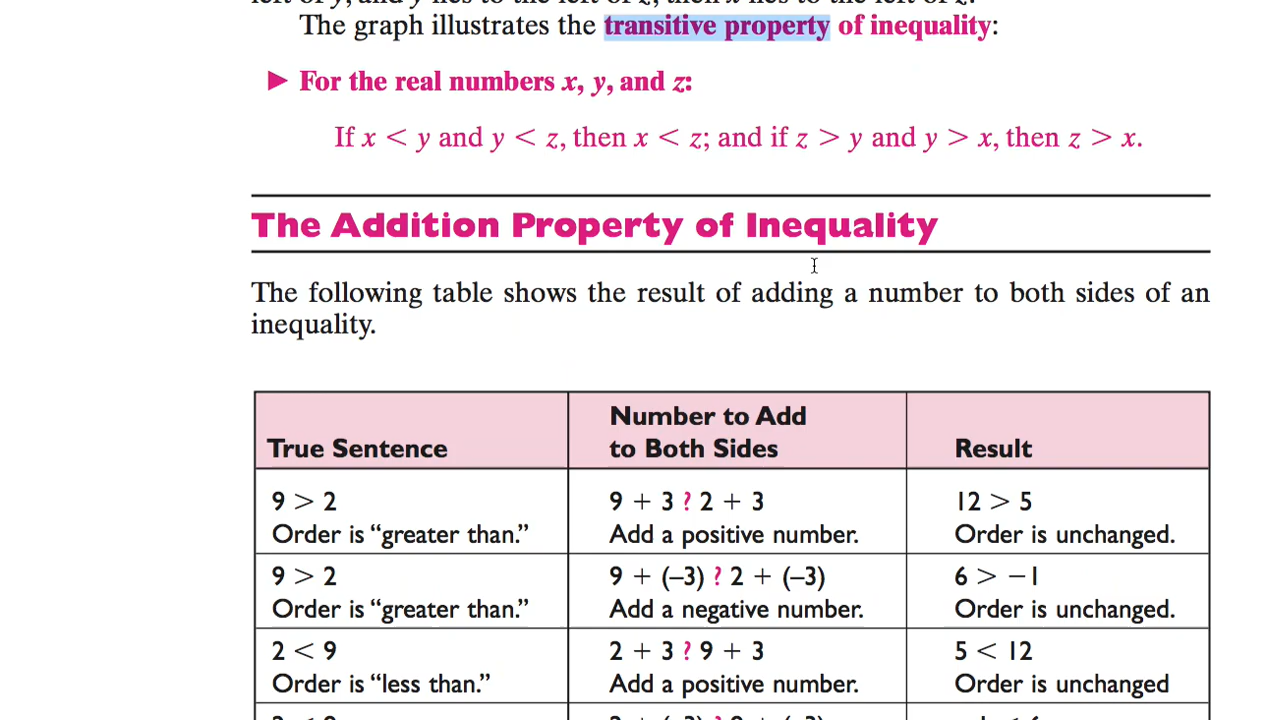 The graph illustrates the transitive property of inequality:
▶ For the real numbers x, y, and z:
If x < y and y < z, then x < z; and if z > y and y > x, then z > x.
The Addition Property of Inequality
The following table shows the result of adding a number to both sides of an
inequality.
True Sentence
Number to Add
to Both Sides
Result
9 > 2
Order is “greater than.”
9 + 3 ? 2 + 3
Add a positive number.
12 > 5
Order is unchanged.
9 > 2
Order is “greater than.”
9 + (–3) ? 2 + (–3)
Add a negative number.
6 > −1
Order is unchanged.
2 < 9
Order is “less than.”
2 + 3 ? 9 + 3
Add a positive number.
5 < 12
Order is unchanged